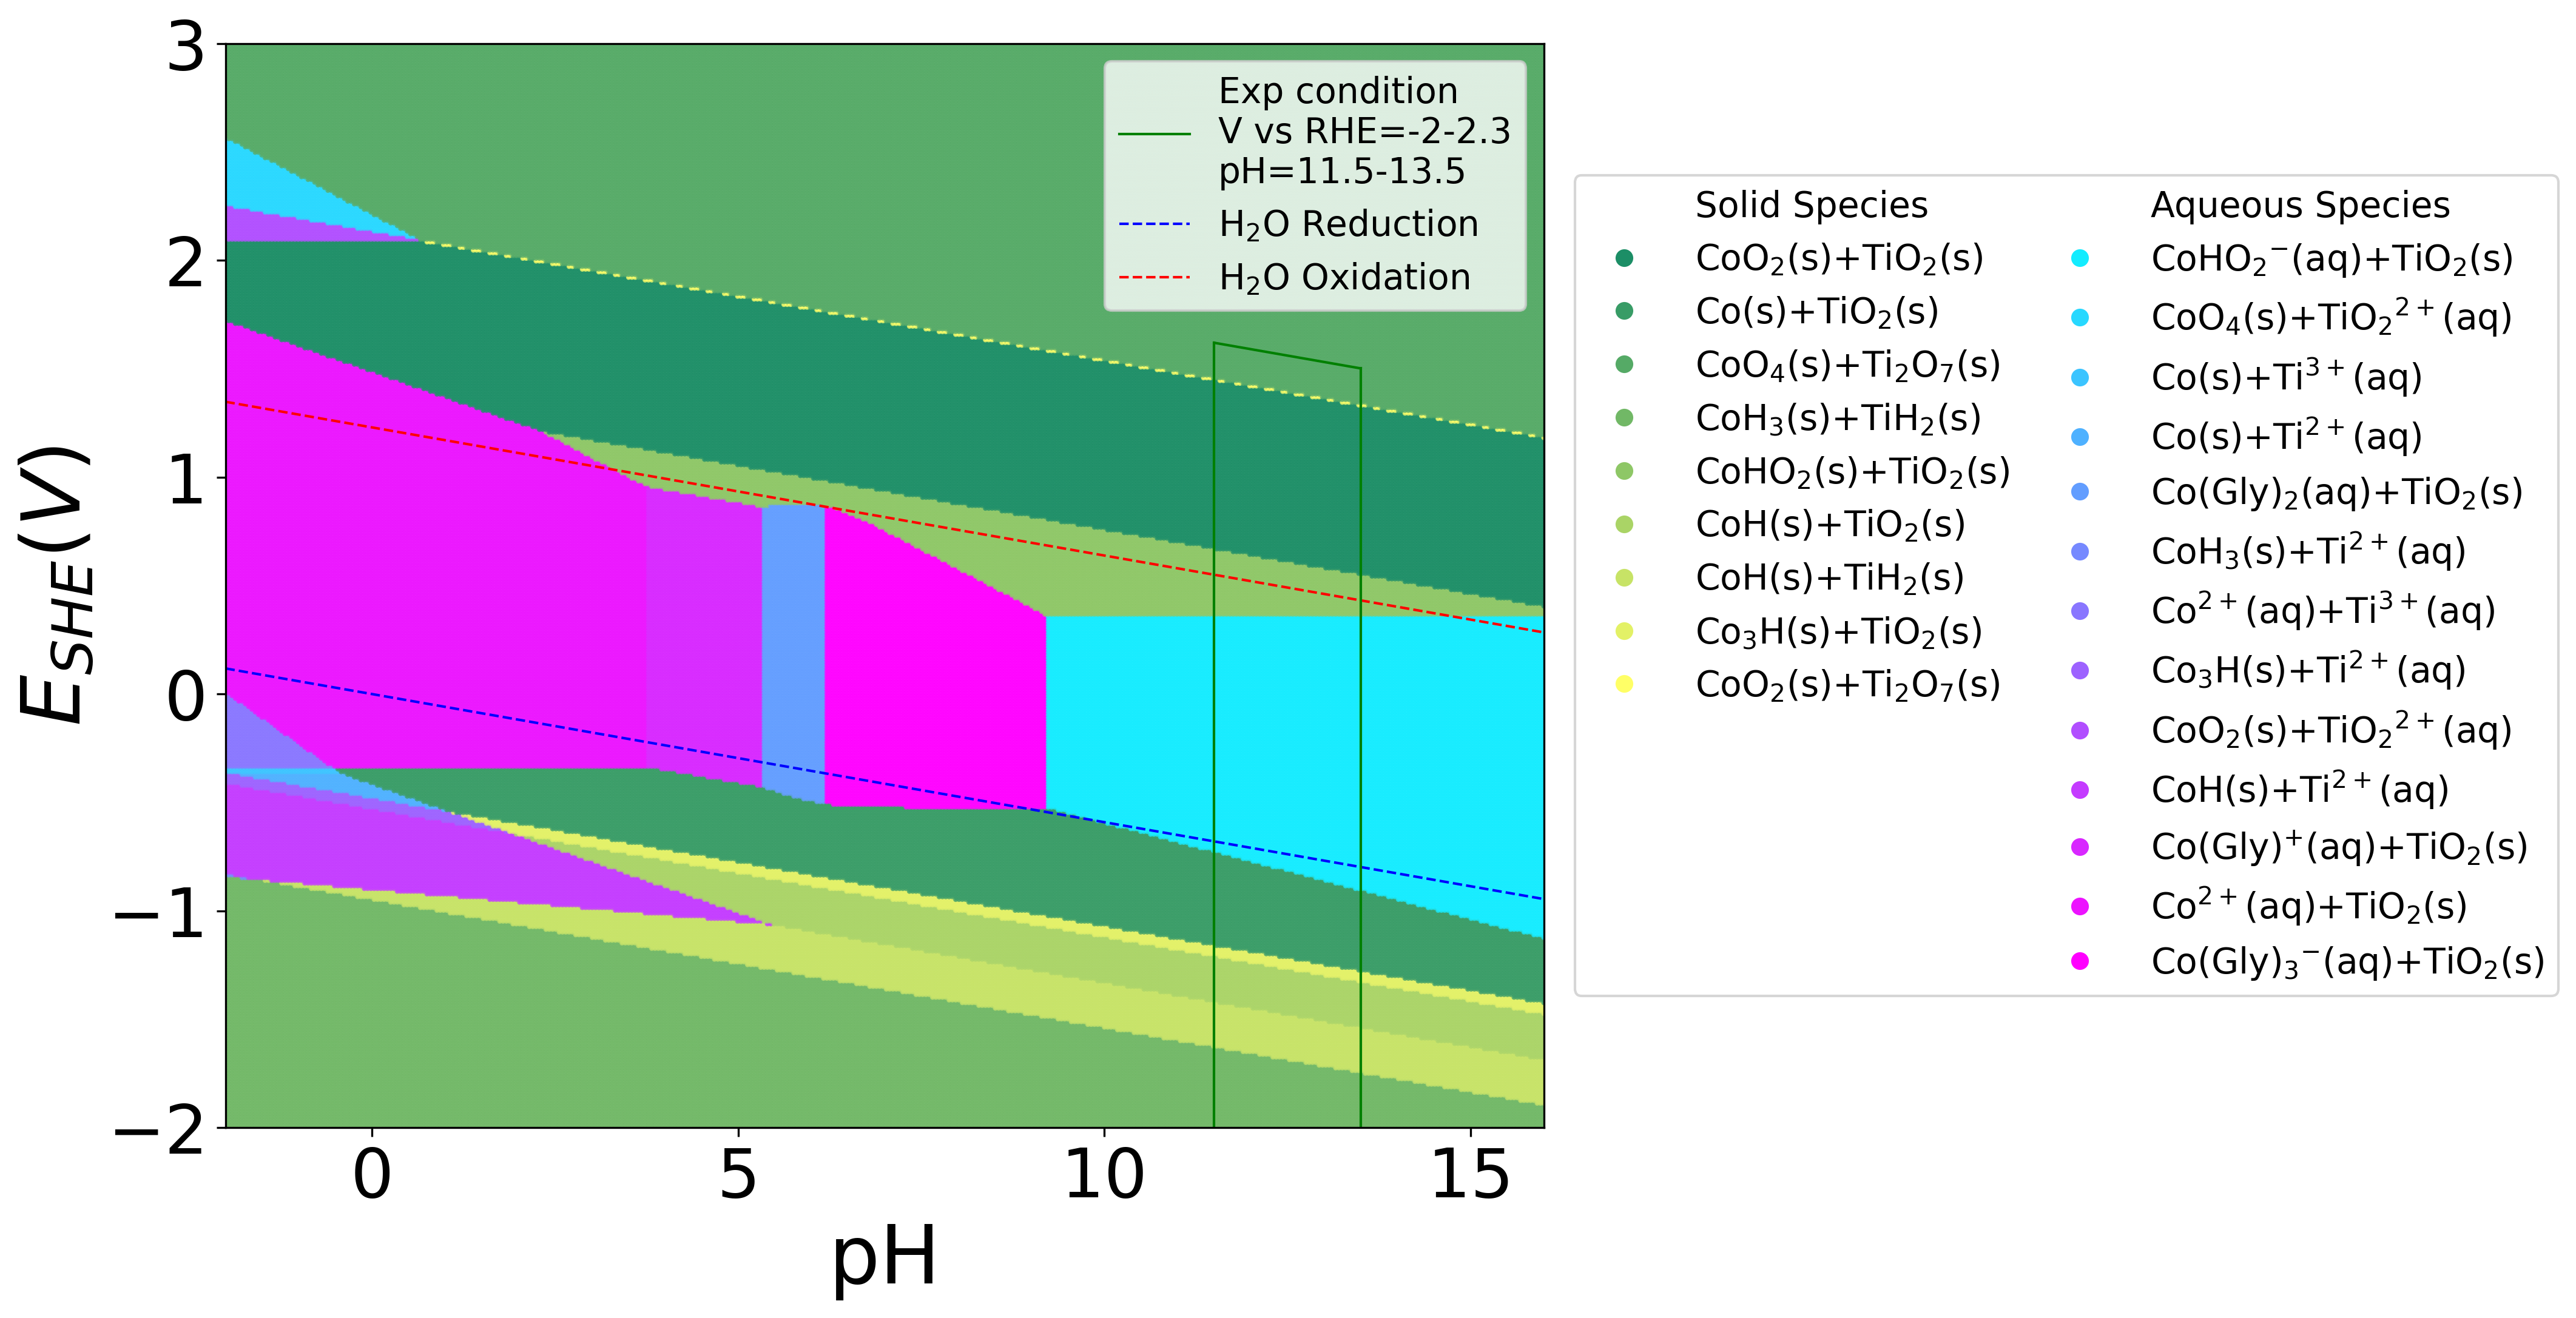 3
2
1
0
−1
−2
0
5
10
15
E_SHE(V)
pH
Exp condition
V vs RHE=-2-2.3
pH=11.5-13.5
H₂O Reduction
H₂O Oxidation
Solid Species
CoO₂(s)+TiO₂(s)
Co(s)+TiO₂(s)
CoO₄(s)+Ti₂O₇(s)
CoH₃(s)+TiH₂(s)
CoHO₂(s)+TiO₂(s)
CoH(s)+TiO₂(s)
CoH(s)+TiH₂(s)
Co₃H(s)+TiO₂(s)
CoO₂(s)+Ti₂O₇(s)
Aqueous Species
CoHO₂⁻(aq)+TiO₂(s)
CoO₄(s)+TiO₂²⁺(aq)
Co(s)+Ti³⁺(aq)
Co(s)+Ti²⁺(aq)
Co(Gly)₂(aq)+TiO₂(s)
CoH₃(s)+Ti²⁺(aq)
Co²⁺(aq)+Ti³⁺(aq)
Co₃H(s)+Ti²⁺(aq)
CoO₂(s)+TiO₂²⁺(aq)
CoH(s)+Ti²⁺(aq)
Co(Gly)⁺(aq)+TiO₂(s)
Co²⁺(aq)+TiO₂(s)
Co(Gly)₃⁻(aq)+TiO₂(s)